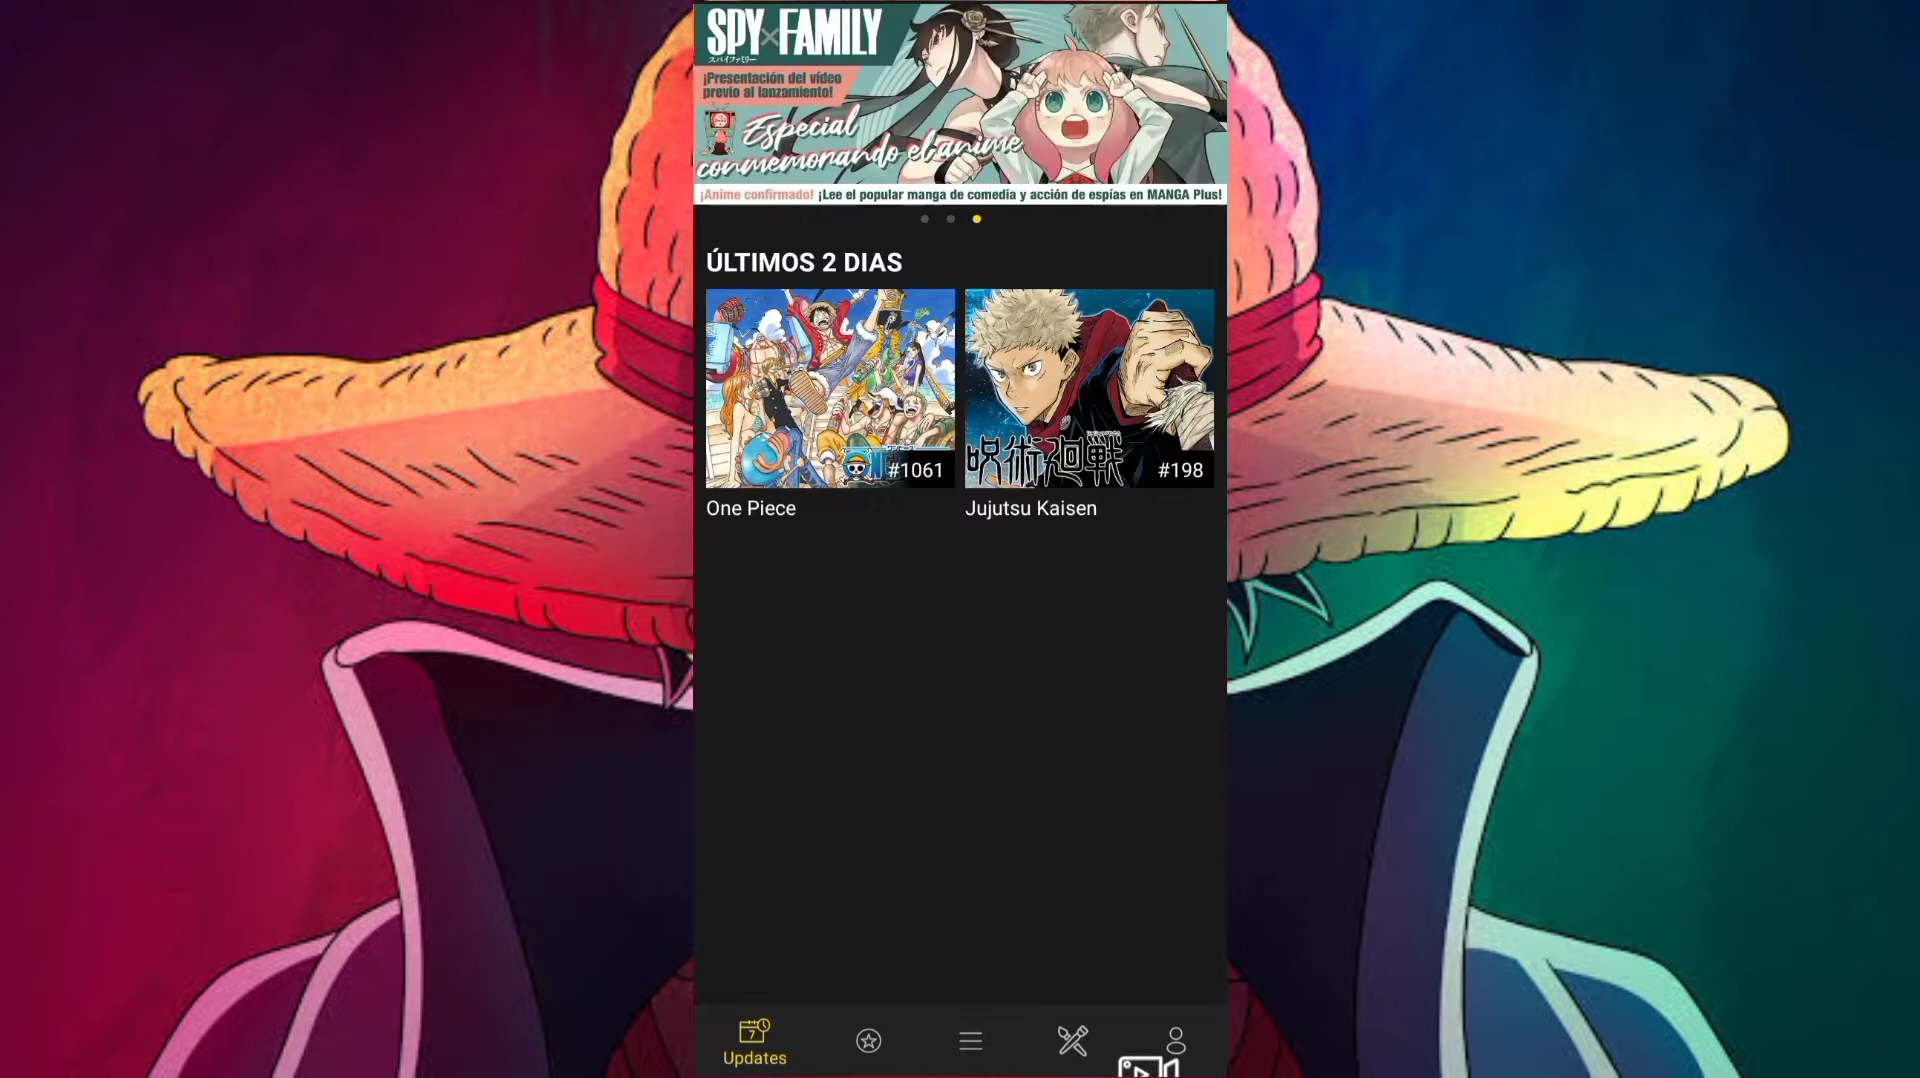 SPY×FAMILY
スパイファミリー
¡Presentación del vídeo
previo al lanzamiento!
Especial
conmemorando el anime
¡Anime confirmado! ¡Lee el popular manga de comedia y acción de espías en MANGA Plus!
ÚLTIMOS 2 DIAS
#1061
呪術廻戦
#198
One Piece
Jujutsu Kaisen
7
Updates